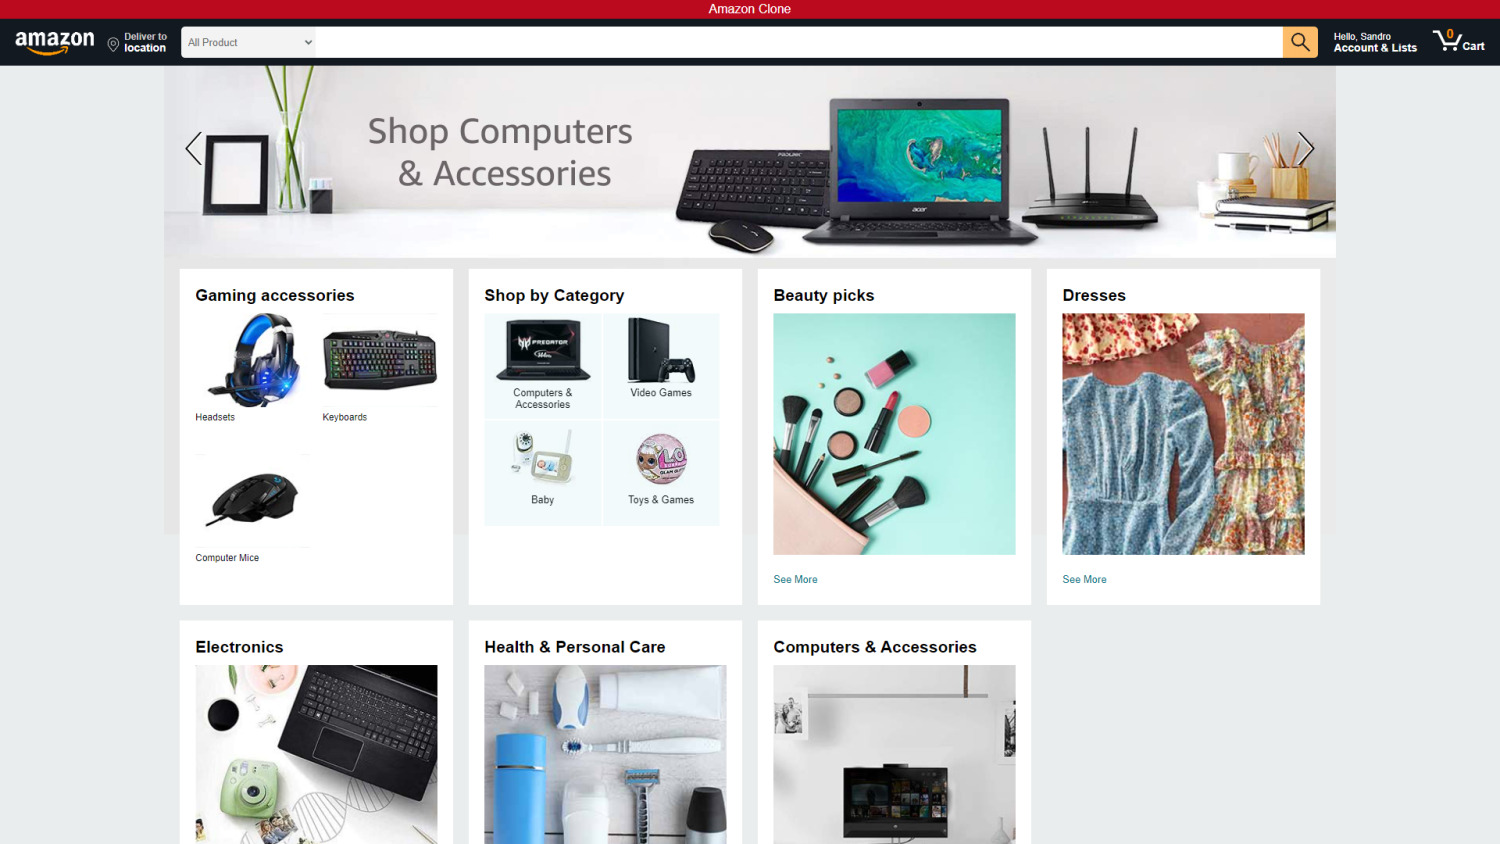 Amazon Clone
amazon
Deliver to
location
All Product
Hello, Sandro
Account & Lists
0
Cart
Shop Computers
& Accessories
acer
Gaming accessories
Headsets
Keyboards
Computer Mice
Shop by Category
PREDATOR
Computers &
Accessories
Video Games
Baby
Toys & Games
Beauty picks
See More
Dresses
See More
Electronics
Health & Personal Care
Computers & Accessories